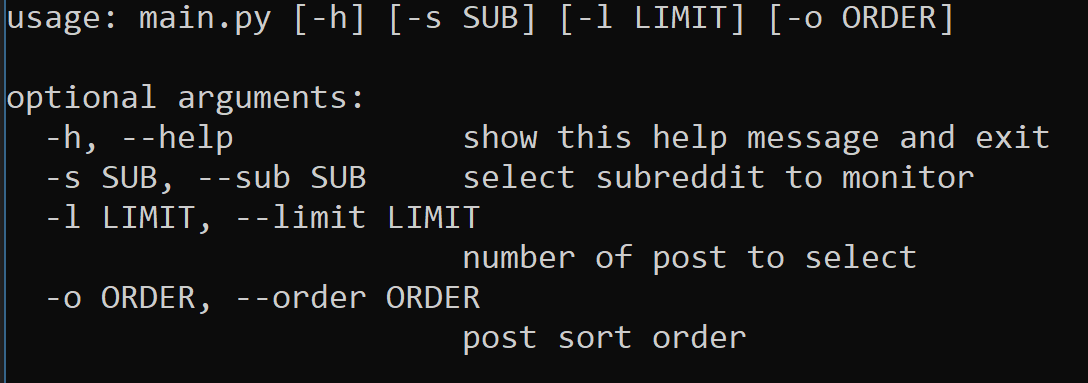 usage: main.py [-h] [-s SUB] [-l LIMIT] [-o ORDER]
optional arguments:
-h, --help show this help message and exit
-s SUB, --sub SUB select subreddit to monitor
-l LIMIT, --limit LIMIT
number of post to select
-o ORDER, --order ORDER
post sort order